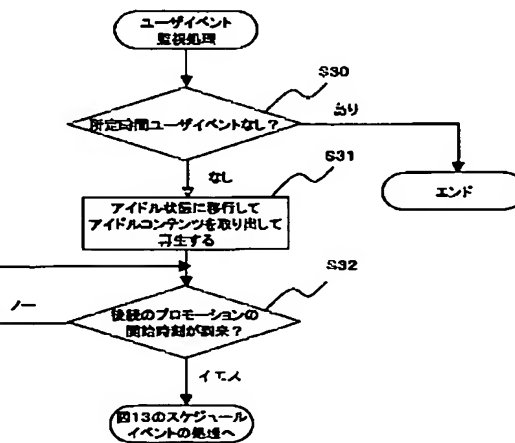 ユーザイベント
監視処理
S30
所定時間ユーザイベントなし?
あり
S31
なし
エンド
アイドル状態に移行して
アイドルコンテンツを取り出して
再生する
S32
ノー
後続のプロモーションの
開始時刻が到来?
イエス
図13のスケジュール
イベントの処理へ